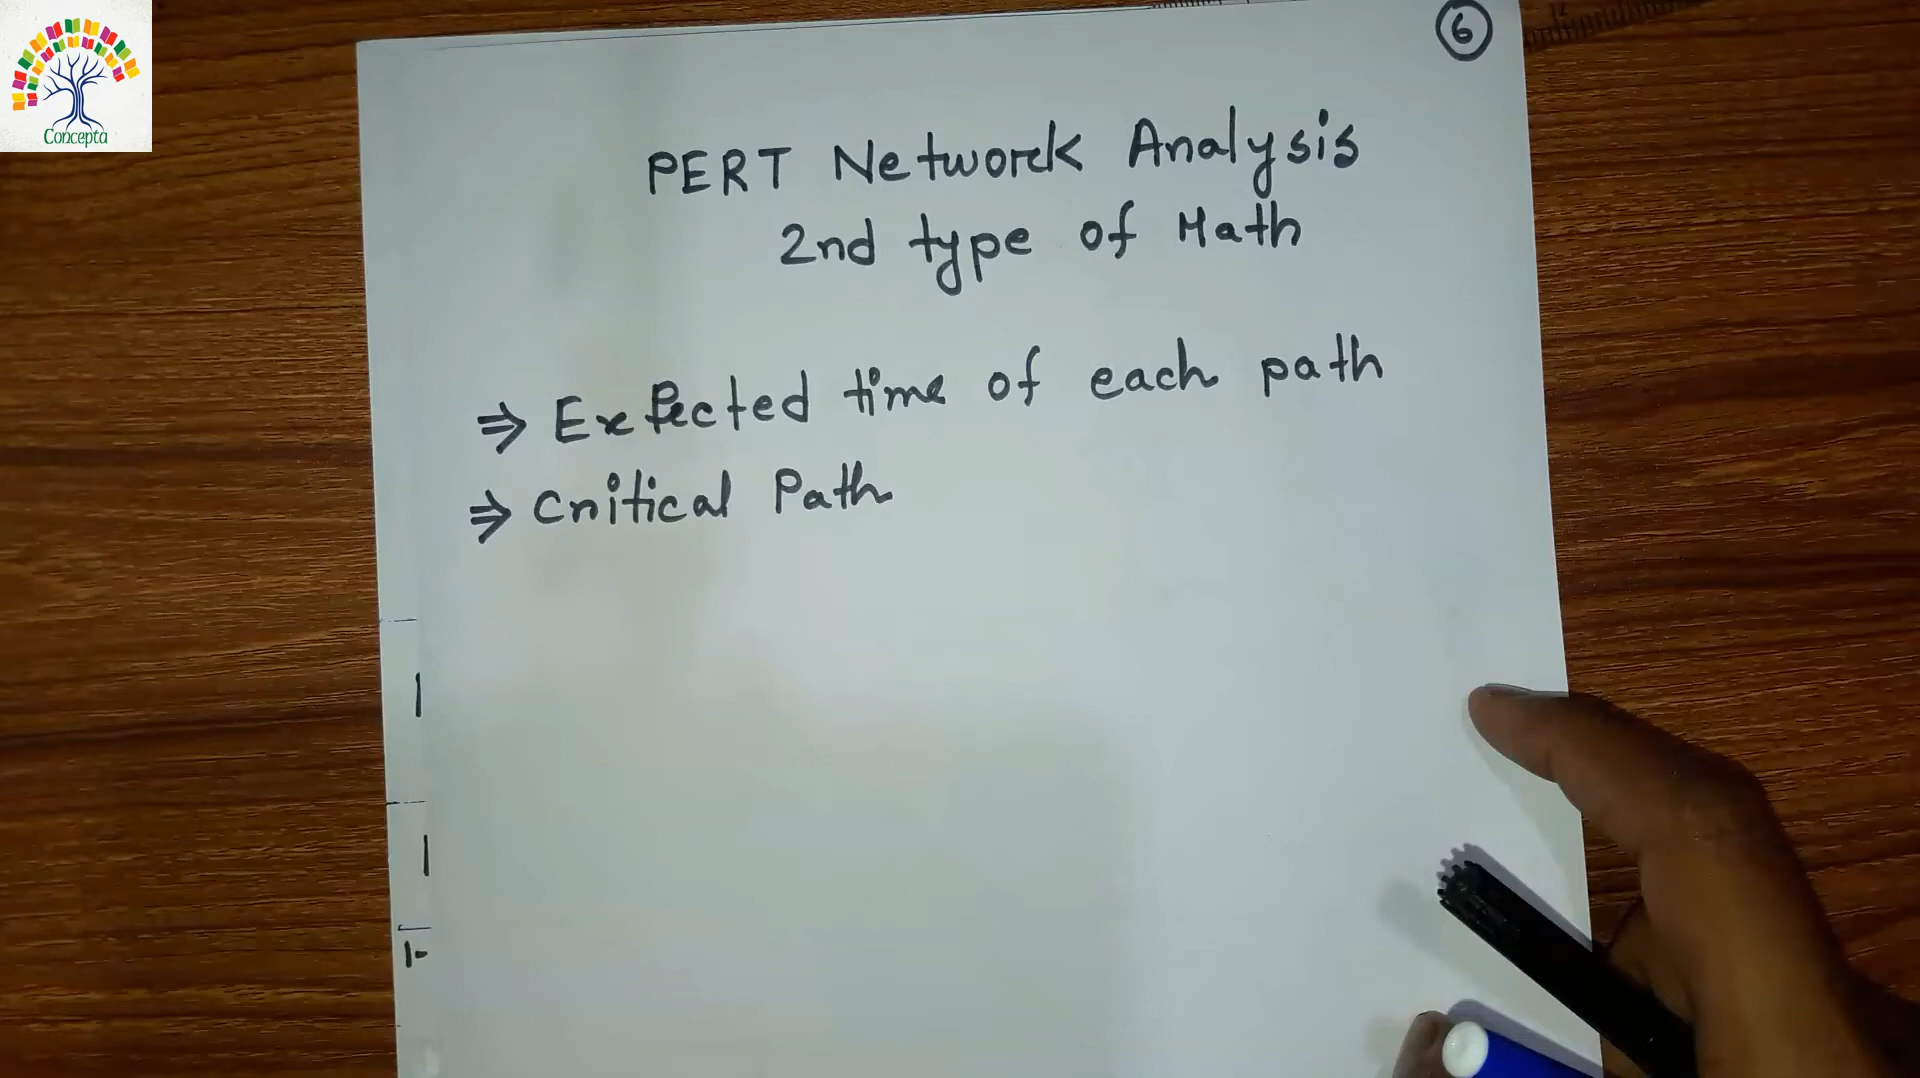 Concepta
6
PERT Network Analysis
2nd type of Math
⇒ Expected time of each path
⇒ Critical Path